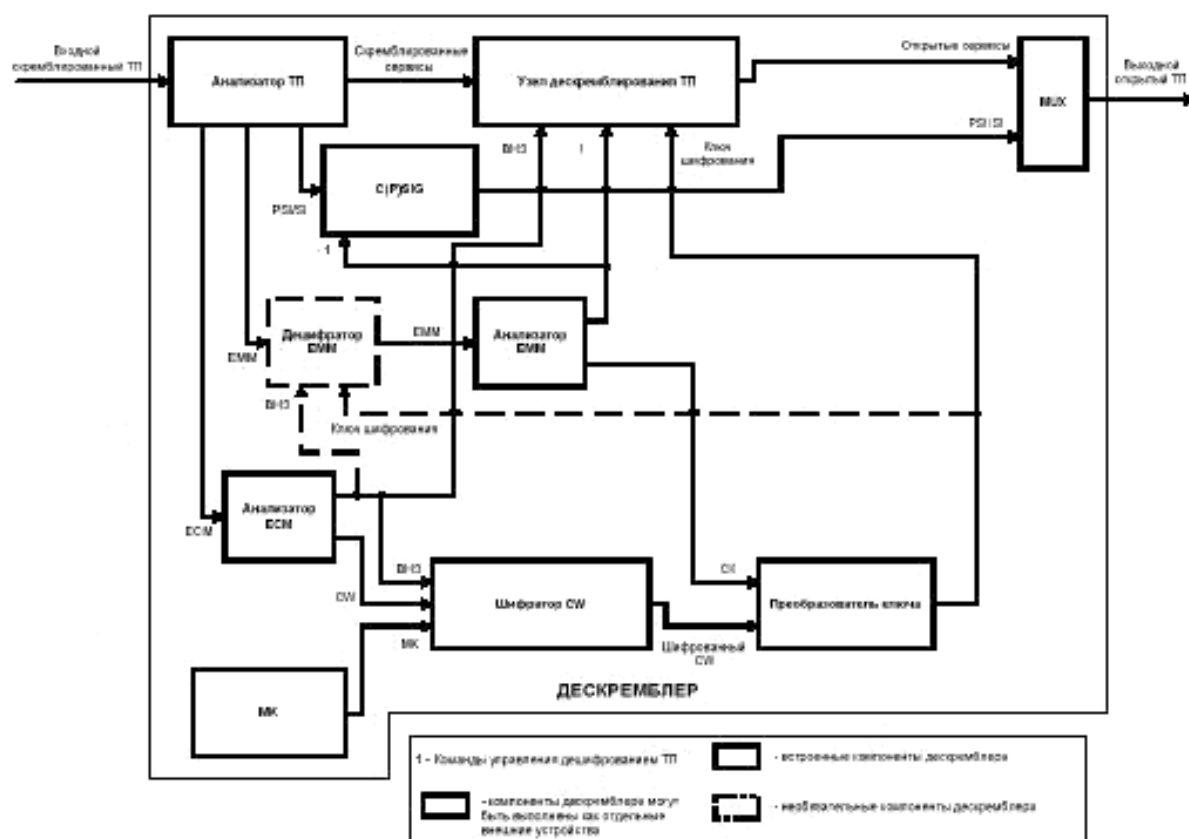 Входной
скремблированный ТП
Анализатор ТП
Скремблированные
сервисы
Узел дескремблирования ТП
Открытые сервисы
MUX
Выходной
открытый ТП
PSI/SI
ВНЗ
1
Ключ
шифрования
C(P)SIG
PSI/SI
1
Дешифратор
EMM
EMM
Анализатор
EMM
EMM
ВНЗ
Ключ шифрования
Анализатор
ECM
ECM
ВНЗ
CW
МК
Шифратор CW
СК
Преобразователь ключа
Шифрованный
CW
МК
ДЕСКРЕМБЛЕР
1 - Команды управления дешифрованием ТП
- встроенные компоненты дескремблера
- компоненты дескремблера могут
быть выполнены как отдельные
внешние устройства
- необязательные компоненты дескремблера